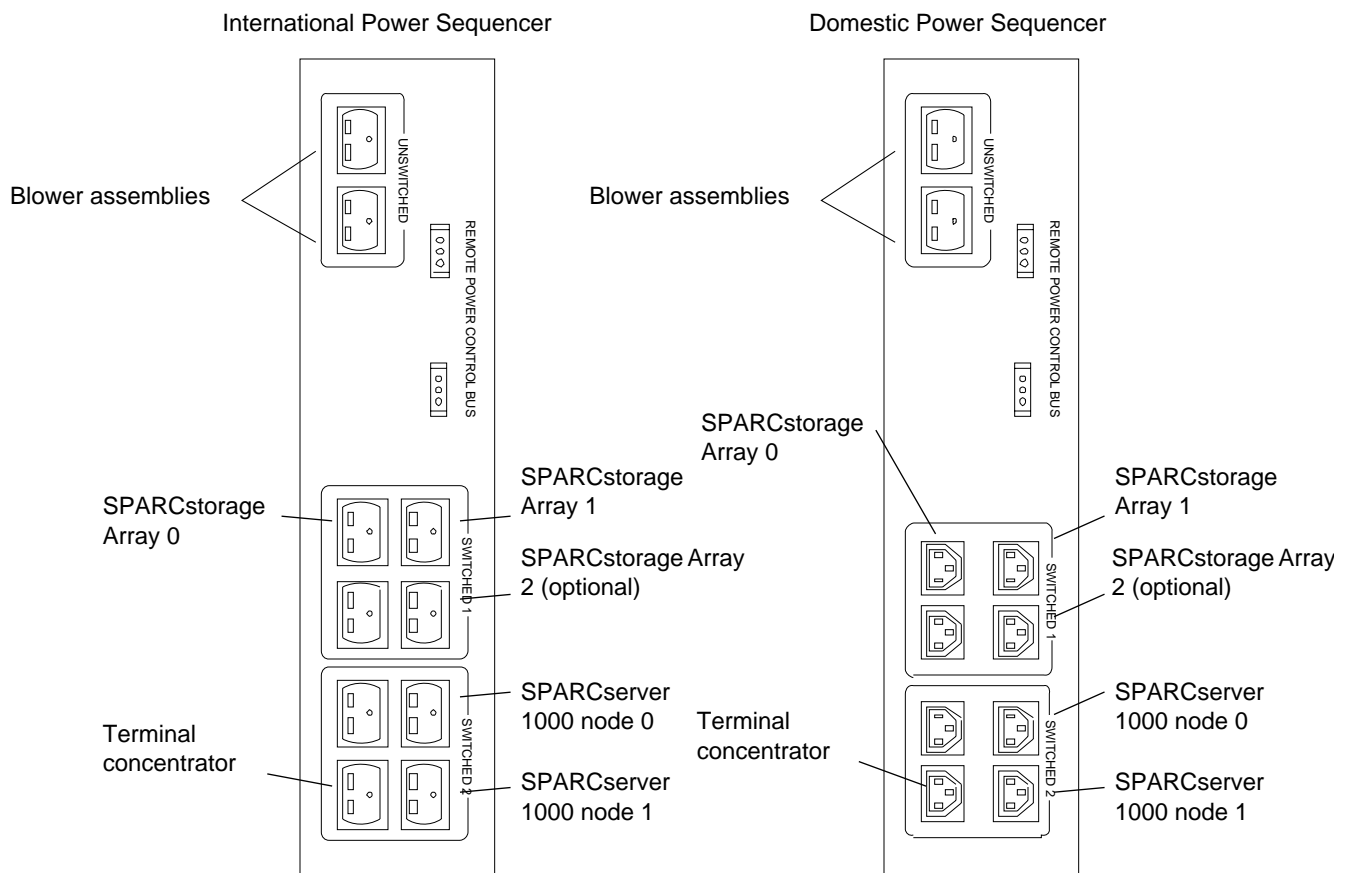 International Power Sequencer
UNSWITCHED
Blower assemblies
REMOTE POWER CONTROL BUS
SPARCstorage
Array 0
SPARCstorage
Array 1
SPARCstorage Array
2 (optional)
SWITCHED 1
SPARCserver
1000 node 0
Terminal
concentrator
SWITCHED 2
SPARCserver
1000 node 1
Domestic Power Sequencer
UNSWITCHED
Blower assemblies
REMOTE POWER CONTROL BUS
SPARCstorage
Array 0
SPARCstorage
Array 1
SPARCstorage Array
2 (optional)
SWITCHED 1
SPARCserver
1000 node 0
Terminal
concentrator
SWITCHED 2
SPARCserver
1000 node 1